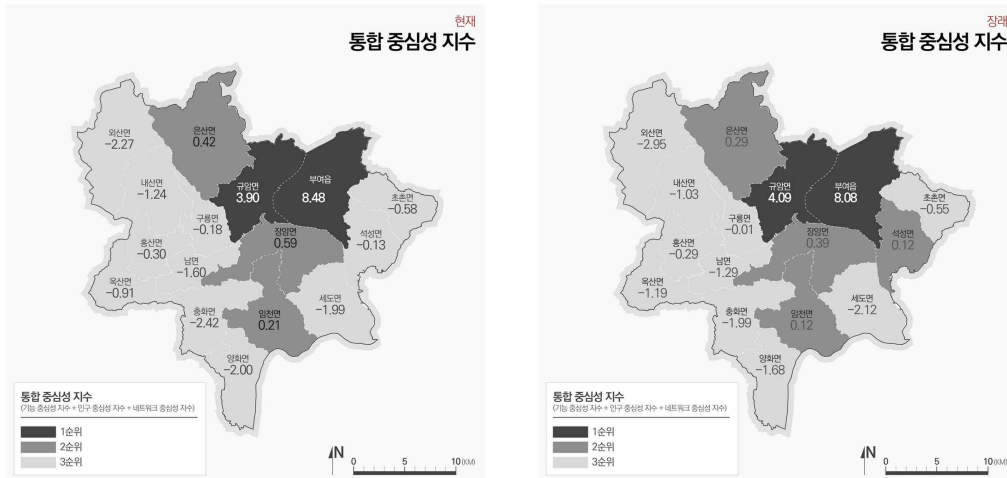 현재
통합 중심성 지수
외산면
-2.27
은산면
0.42
내산면
-1.24
규암면
3.90
부여읍
8.48
초촌면
-0.58
구룡면
-0.18
장암면
0.59
석성면
-0.13
홍산면
-0.30
남면
-1.60
옥산면
-0.91
세도면
-1.99
충화면
-2.42
임천면
0.21
양화면
-2.00
통합 중심성 지수
(기능 중심성 지수 + 인구 중심성 지수 + 네트워크 중심성 지수)
1순위
2순위
3순위
N
0 5 10(KM)
장래
통합 중심성 지수
외산면
-2.95
은산면
0.29
내산면
-1.03
규암면
4.09
부여읍
8.08
초촌면
-0.55
구룡면
-0.01
장암면
0.39
석성면
0.12
홍산면
-0.29
남면
-1.29
옥산면
-1.19
세도면
-2.12
충화면
-1.99
임천면
0.12
양화면
-1.68
통합 중심성 지수
(기능 중심성 지수 + 인구 중심성 지수 + 네트워크 중심성 지수)
1순위
2순위
3순위
N
0 5 10(KM)